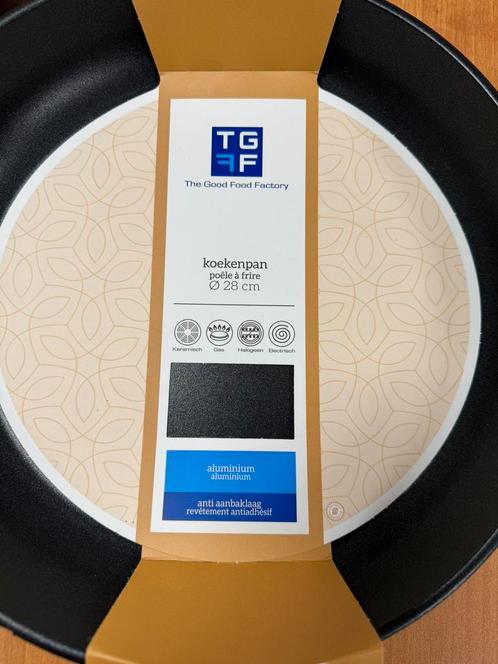 TG
FF
The Good Food Factory
koekenpan
poêle à frire
Ø 28 cm
Keramisch Gas Halogeen Electrisch
aluminium
aluminium
anti aanbaklaag
revêtement antiadhésif